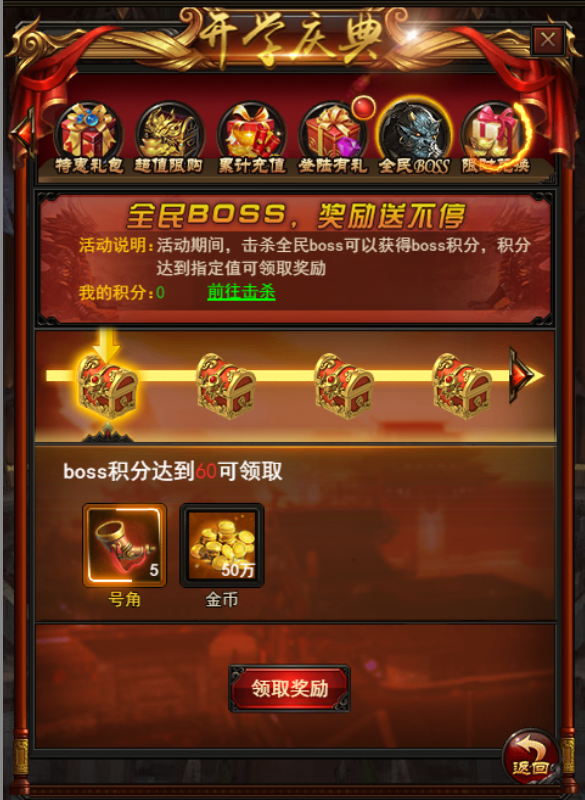 开学庆典
特惠礼包 超值限购 累计充值 登陆有礼 全民BOSS 限时兑换
全民BOSS，奖励送不停
活动说明:活动期间，击杀全民boss可以获得boss积分，积分
达到指定值可领取奖励
我的积分:0 前往击杀
boss积分达到60可领取
5 50万
号角 金币
领取奖励
返回